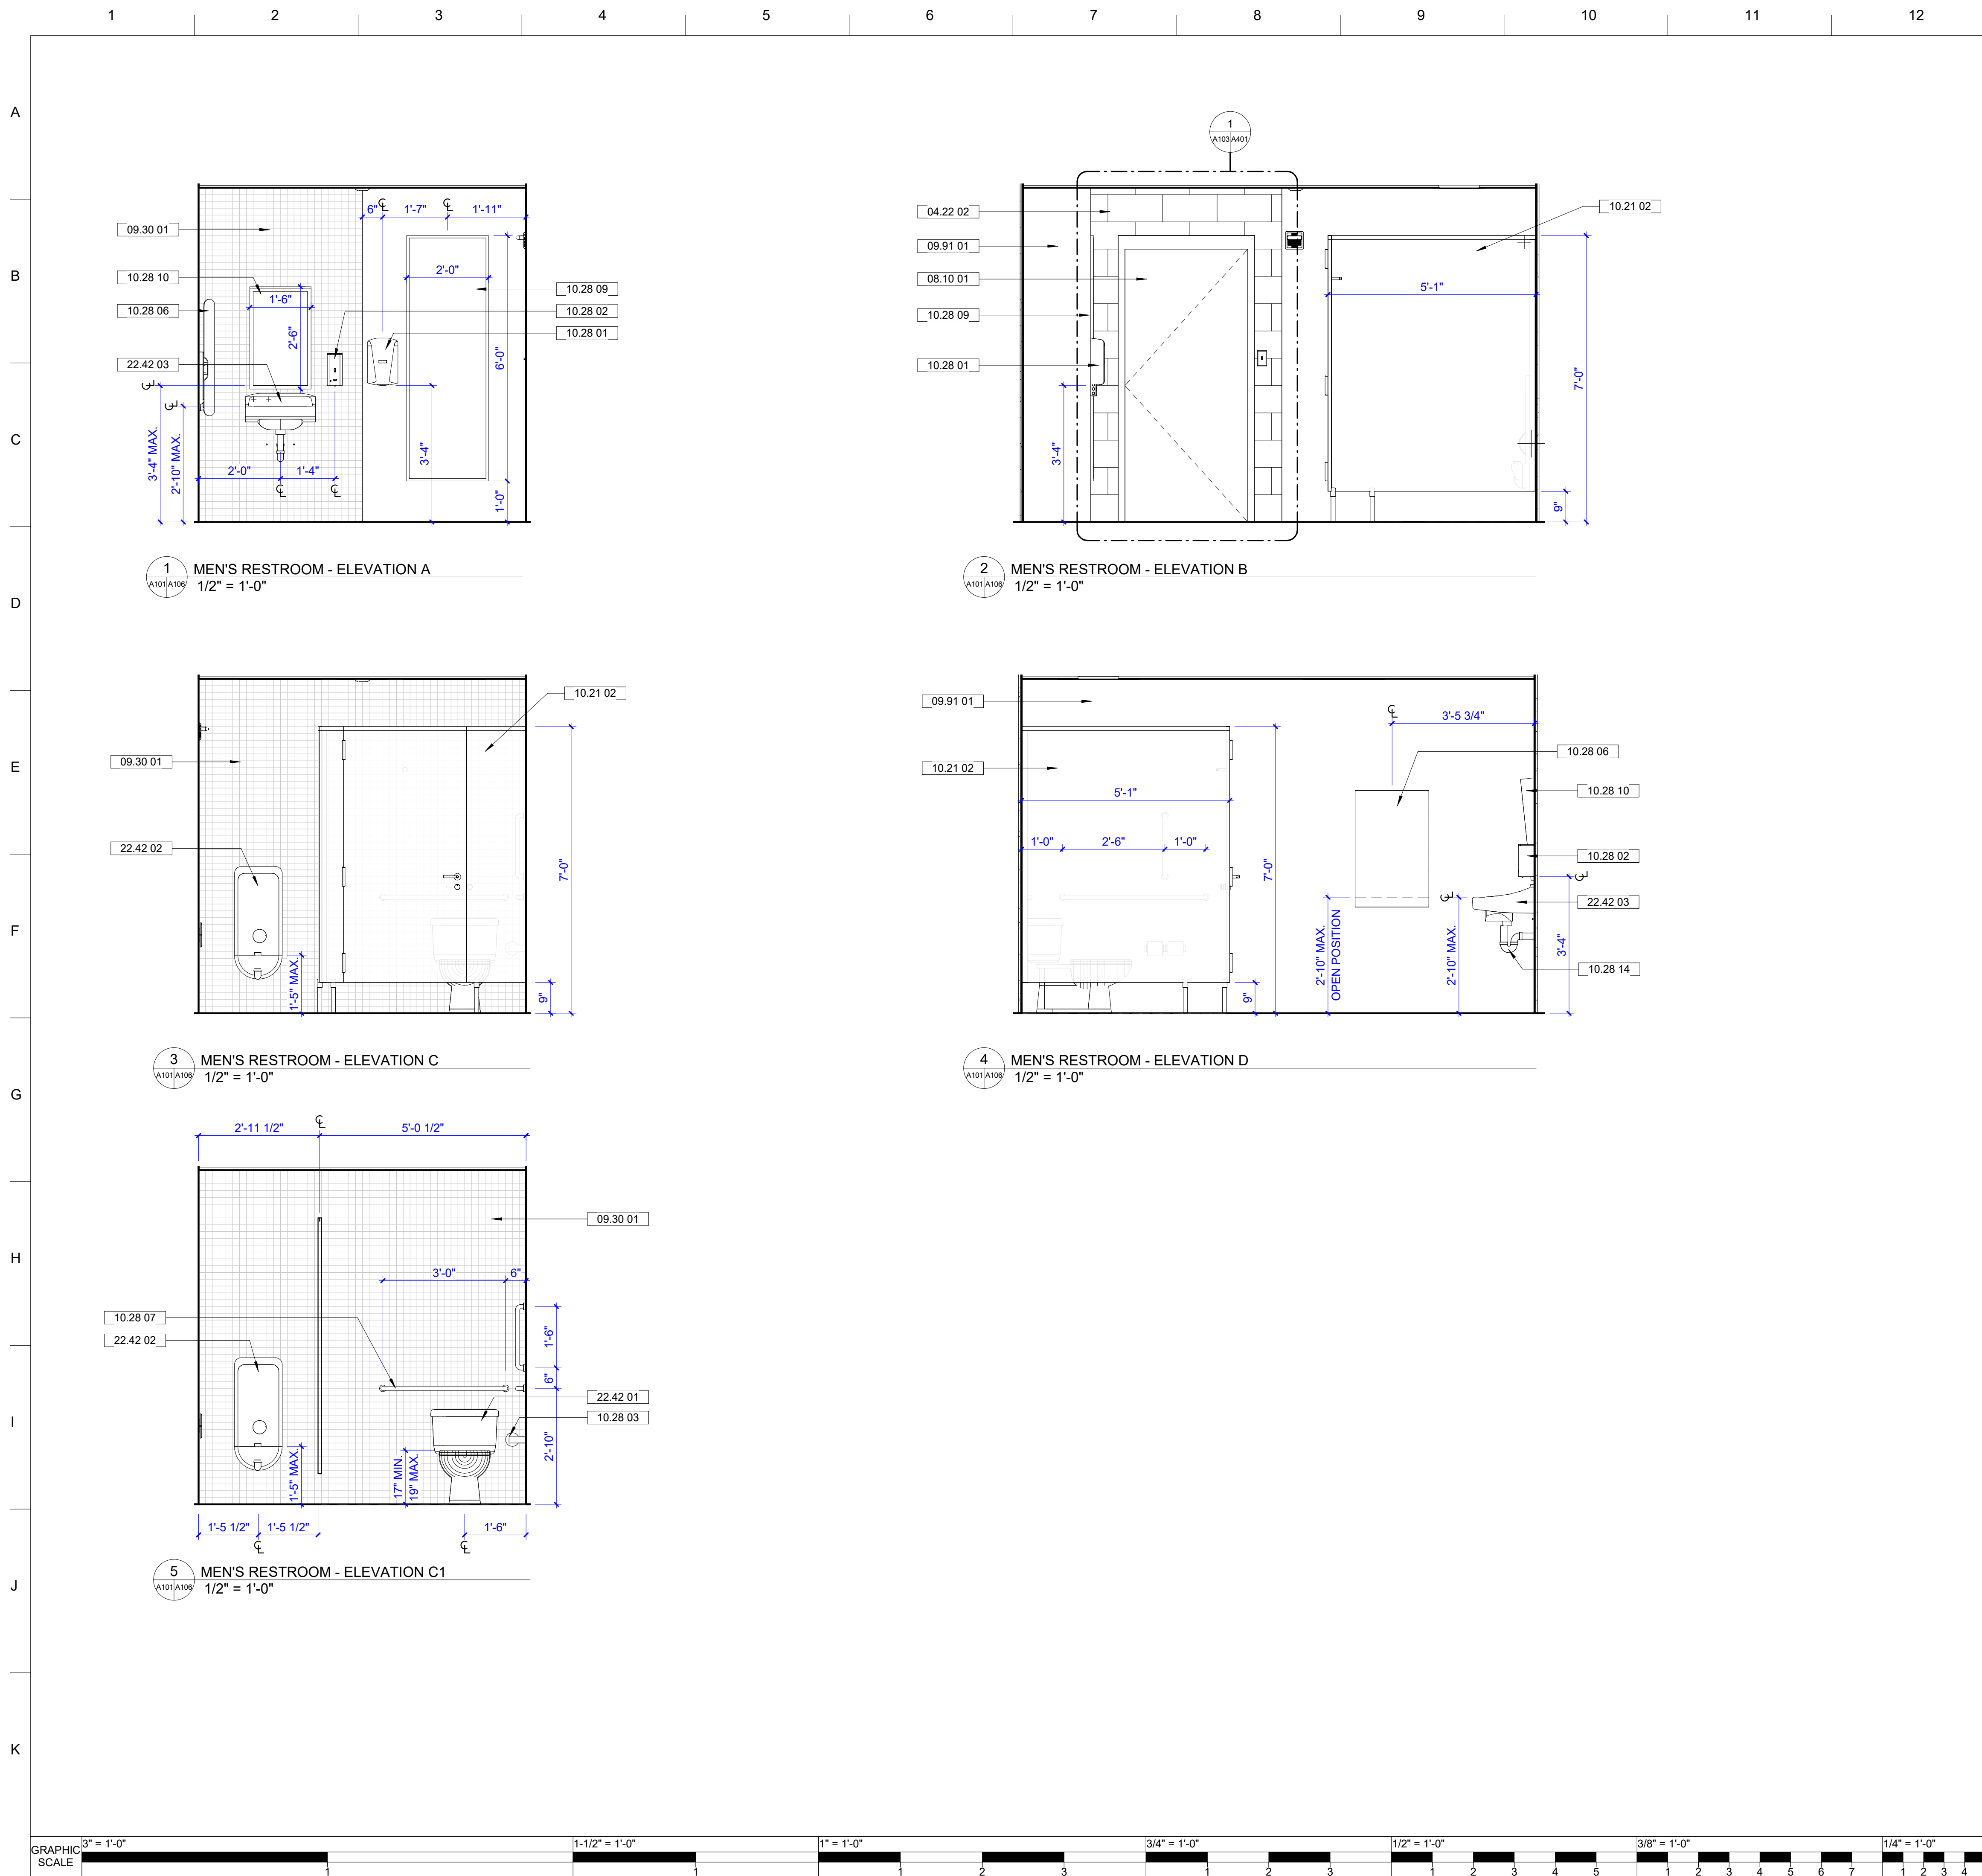 1 2 3 4 5 6 7 8 9 10 11 12
A
B
C
D
E
F
G
H
I
J
K
09.30 01
10.28 10
10.28 06
22.42 03
6" 1'-7" 1'-11"
2'-0"
1'-6"
2'-6"
6'-0"
3'-4"
1'-0"
2'-0" 1'-4"
3'-4" MAX.
2'-10" MAX.
10.28 09
10.28 02
10.28 01
1
A101 A106
MEN'S RESTROOM - ELEVATION A
1/2" = 1'-0"
1
A103 A401
04.22 02
09.91 01
08.10 01
10.28 09
10.28 01
3'-4"
10.21 02
5'-1"
7'-0"
9"
2
A101 A106
MEN'S RESTROOM - ELEVATION B
1/2" = 1'-0"
10.21 02
09.30 01
22.42 02
1'-5" MAX.
7'-0"
9"
3
A101 A106
MEN'S RESTROOM - ELEVATION C
1/2" = 1'-0"
09.91 01
10.21 02
5'-1"
1'-0" 2'-6" 1'-0"
7'-0"
9"
3'-5 3/4"
10.28 06
10.28 10
10.28 02
22.42 03
10.28 14
2'-10" MAX.
OPEN POSITION
2'-10" MAX.
3'-4"
4
A101 A106
MEN'S RESTROOM - ELEVATION D
1/2" = 1'-0"
2'-11 1/2" 5'-0 1/2"
09.30 01
3'-0" 6"
10.28 07
22.42 02
1'-6"
6"
2'-10"
22.42 01
10.28 03
1'-5" MAX.
17" MIN.
19" MAX.
1'-5 1/2" 1'-5 1/2" 1'-6"
5
A101 A106
MEN'S RESTROOM - ELEVATION C1
1/2" = 1'-0"
GRAPHIC
SCALE
3" = 1'-0" 1-1/2" = 1'-0" 1" = 1'-0" 3/4" = 1'-0" 1/2" = 1'-0" 3/8" = 1'-0" 1/4" = 1'-0"
1 1 1 2 3 1 2 3 1 2 3 4 5 1 2 3 4 5 6 7 1 2 3 4